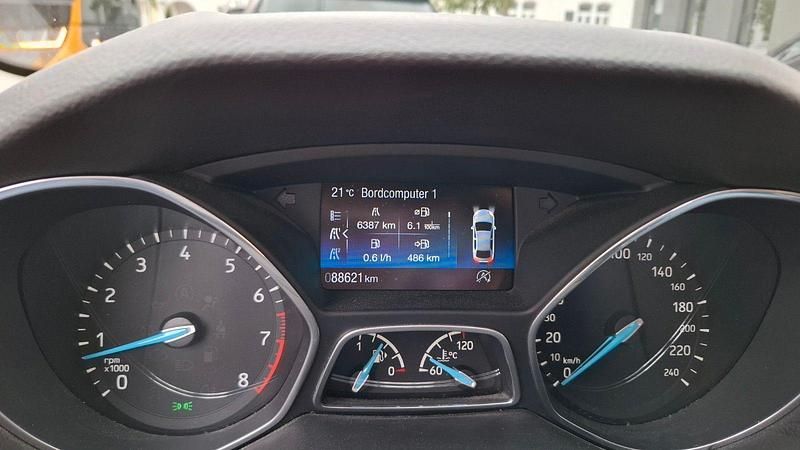 21 °C Bordcomputer 1
6387 km 6.1 l/100km
0.6 l/h 486 km
088621 km
0 1 2 3 4 5 6 7 8
rpm
x1000
1 0
60 120
°C
0 10 20 30 100 120 140 160 180 200 220 240
km/h